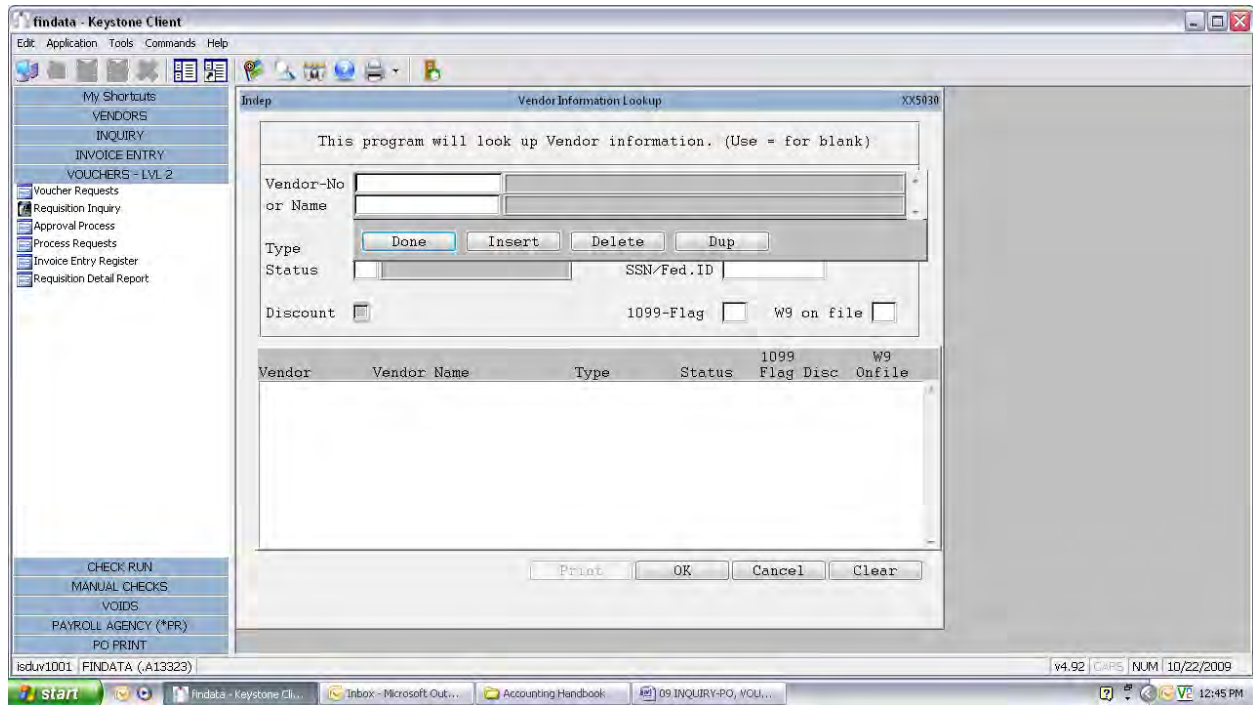 findata - Keystone Client
Edit Application Tools Commands Help
My Shortcuts
VENDORS
INQUIRY
INVOICE ENTRY
VOUCHERS - LVL 2
Voucher Requests
Requisition Inquiry
Approval Process
Process Requests
Invoice Entry Register
Requisition Detail Report
CHECK RUN
MANUAL CHECKS
VOIDS
PAYROLL AGENCY (*PR)
PO PRINT
Indep Vendor Information Lookup XX5030
This program will look up Vendor information. (Use = for blank)
Vendor-No
or Name
Done Insert Delete Dup
Type
Status SSN/Fed.ID
Discount 1099-Flag W9 on file
1099 W9
Vendor Vendor Name Type Status Flag Disc Onfile
Print OK Cancel Clear
isduv1001 FINDATA (.A13323) v4.92 CAPS NUM 10/22/2009
start findata - Keystone Cli... Inbox - Microsoft Out... Accounting Handbook 09 INQUIRY-PO, VOU... 12:45 PM